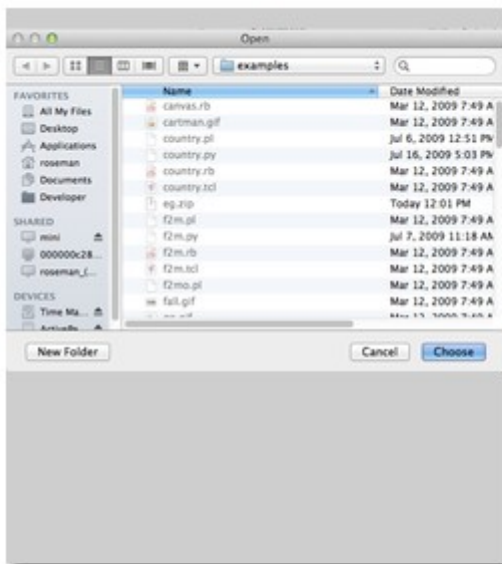 Open
examples
FAVORITES
All My Files
Desktop
Applications
roseman
Documents
Developer
SHARED
mini
000000c28...
roseman_(...
DEVICES
Time Ma...
Name Date Modified
canvas.rb Mar 12, 2009 7:49 A
cartman.gif Mar 12, 2009 7:49 A
country.pl Jul 6, 2009 12:51 PM
country.py Jul 16, 2009 5:03 PM
country.rb Mar 12, 2009 7:49 A
country.tcl Mar 12, 2009 7:49 A
eg.zip Today 12:01 PM
f2m.pl Mar 12, 2009 7:49 A
f2m.py Jul 7, 2009 11:18 AM
f2m.rb Mar 12, 2009 7:49 A
f2m.tcl Mar 12, 2009 7:49 A
f2mo.pl Mar 12, 2009 7:49 A
fall.gif Mar 12, 2009 7:49 A
New Folder Cancel Choose